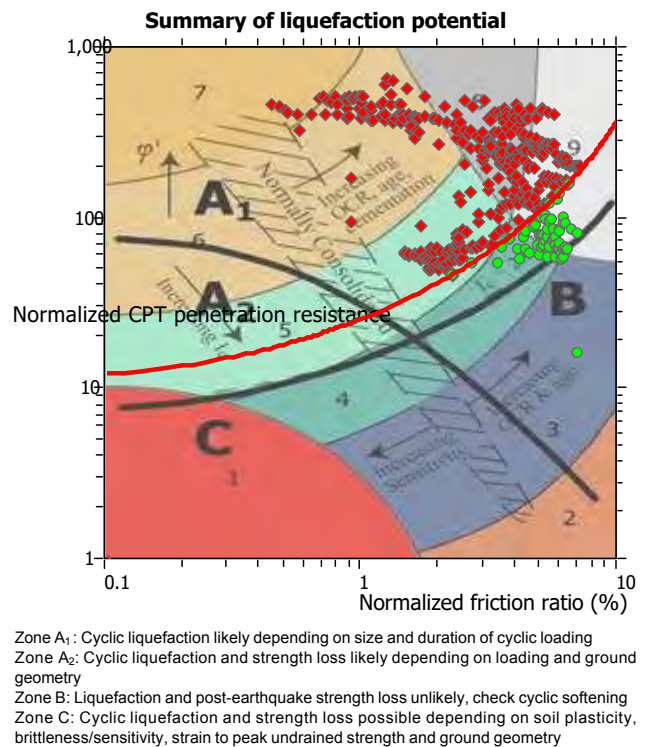 Summary of liquefaction potential
1,000
7
8
9
φ'
Increasing
OCR, age,
cementation
Normally Consolidated
A1
100
6
A2
Increasing
Normalized CPT penetration resistance
5
B
10
4
Increasing
OCR & age
C
3
Increasing
Sensitivity
1
2
1
0.1
1
10
Normalized friction ratio (%)
Zone A1: Cyclic liquefaction likely depending on size and duration of cyclic loading
Zone A2: Cyclic liquefaction and strength loss likely depending on loading and ground
geometry
Zone B: Liquefaction and post-earthquake strength loss unlikely, check cyclic softening
Zone C: Cyclic liquefaction and strength loss possible depending on soil plasticity,
brittleness/sensitivity, strain to peak undrained strength and ground geometry